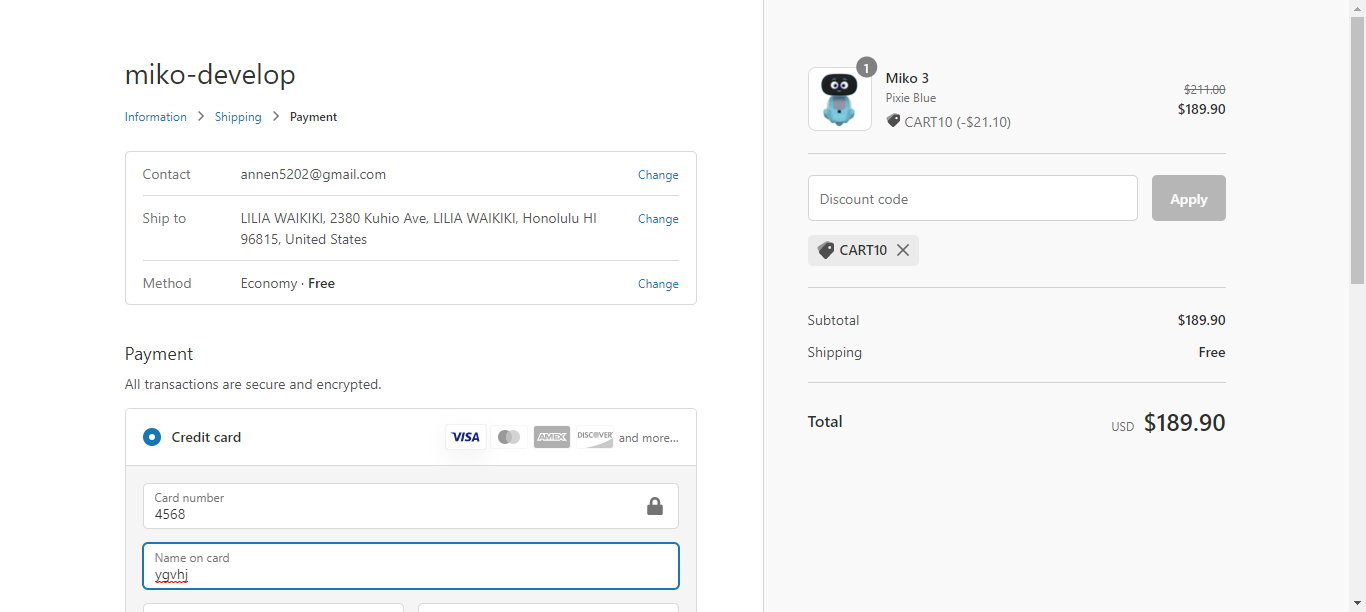 miko-develop
Information > Shipping > Payment
Contact annen5202@gmail.com Change
Ship to LILIA WAIKIKI, 2380 Kuhio Ave, LILIA WAIKIKI, Honolulu HI Change
96815, United States
Method Economy · Free Change
Payment
All transactions are secure and encrypted.
Credit card VISA AMEX DISCOVER and more...
Card number
4568
Name on card
ygvhj
1
Miko 3
Pixie Blue
CART10 (-$21.10)
$211.00
$189.90
Discount code Apply
CART10
Subtotal $189.90
Shipping Free
Total USD $189.90